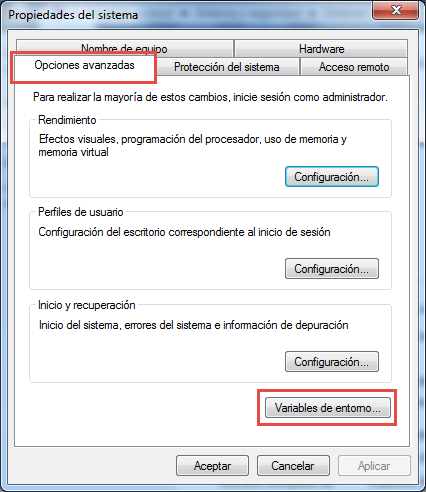 Propiedades del sistema
Nombre de equipo
Hardware
Opciones avanzadas
Protección del sistema
Acceso remoto
Para realizar la mayoría de estos cambios, inicie sesión como administrador.
Rendimiento
Efectos visuales, programación del procesador, uso de memoria y
memoria virtual
Configuración...
Perfiles de usuario
Configuración del escritorio correspondiente al inicio de sesión
Configuración...
Inicio y recuperación
Inicio del sistema, errores del sistema e información de depuración
Configuración...
Variables de entorno...
Aceptar
Cancelar
Aplicar